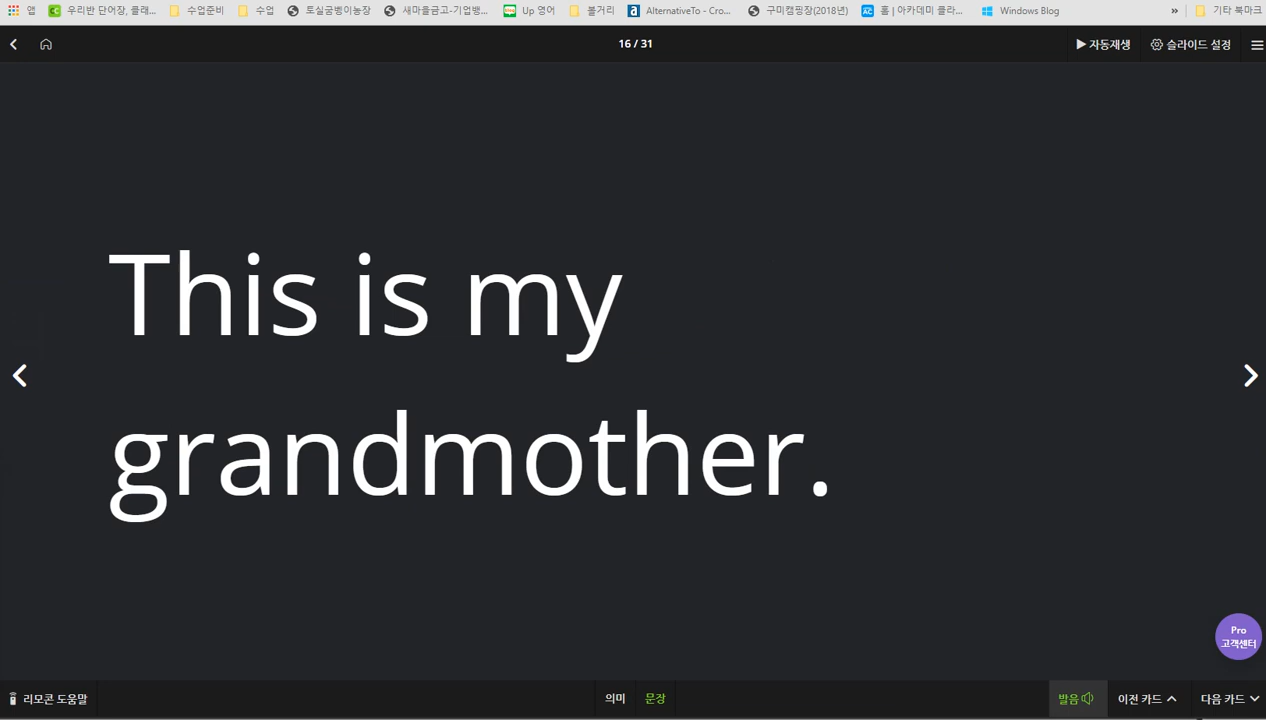 앱 우리반 단어장, 클래... 수업준비 수업 토실굼벵이농장 새마을금고-기업뱅... Up 영어 볼거리 AlternativeTo - Cro... 구미캠핑장(2018년) 홈 | 아카데미 클라... Windows Blog » 기타 북마크
16 / 31 자동재생 슬라이드 설정
This is my
grandmother.
Pro
고객센터
리모콘 도움말 의미 문장 발음 이전 카드 다음 카드